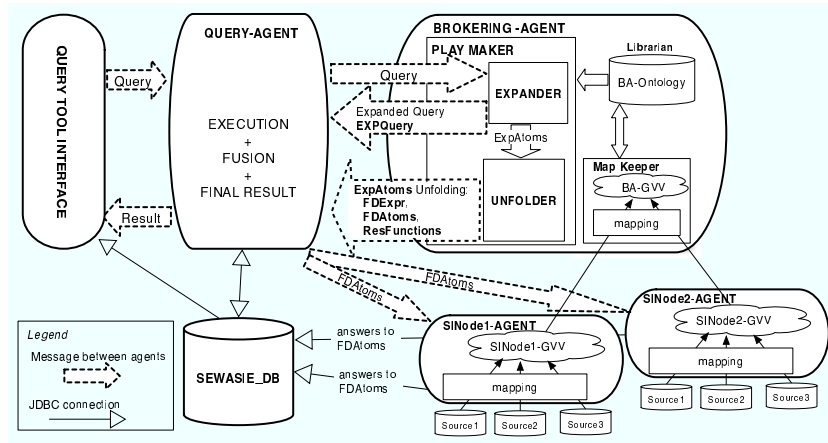 QUERY TOOL INTERFACE
Query
Result
QUERY-AGENT
EXECUTION
+
FUSION
+
FINAL RESULT
Query
Expanded Query
EXPQuery
ExpAtoms Unfolding:
FDExpr,
FDAtoms,
ResFunctions
BROKERING -AGENT
PLAY MAKER
EXPANDER
ExpAtoms
UNFOLDER
Librarian
BA-Ontology
Map Keeper
BA-GVV
mapping
FDAtoms
FDAtoms
SINode1-AGENT
SINode1-GVV
mapping
Source1
Source2
Source3
SINode2-AGENT
SINode2-GVV
mapping
Source1
Source2
Source3
answers to
FDAtoms
answers to
FDAtoms
SEWASIE_DB
Legend
Message between agents
JDBC connection